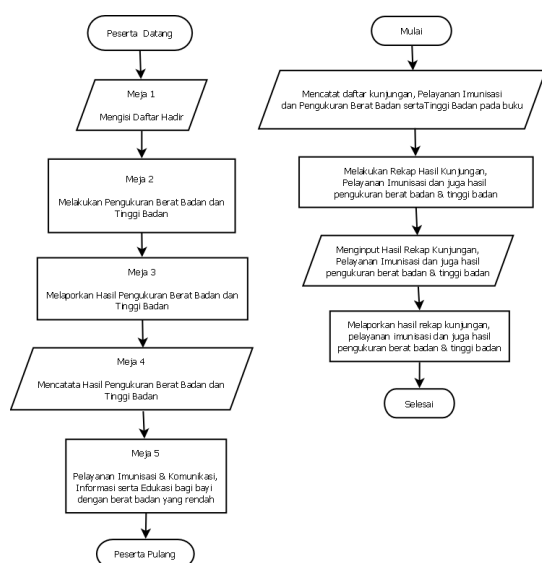 Peserta Datang
Meja 1
Mengisi Daftar Hadir
Meja 2
Melakukan Pengukuran Berat Badan dan
Tinggi Badan
Meja 3
Melaporkan Hasil Pengukuran Berat Badan dan
Tinggi Badan
Meja 4
Mencatata Hasil Pengukuran Berat Badan dan
Tinggi Badan
Meja 5
Pelayanan Imunisasi & Komunikasi,
Informasi serta Edukasi bagi bayi
dengan berat badan yang rendah
Peserta Pulang
Mulai
Mencatat daftar kunjungan, Pelayanan Imunisasi
dan Pengukuran Berat Badan sertaTinggi Badan pada buku
Melakukan Rekap Hasil Kunjungan,
Pelayanan Imunisasi dan juga hasil
pengukuran berat badan & tinggi badan
Menginput Hasil Rekap Kunjungan,
Pelayanan Imunisasi dan juga hasil
pengukuran berat badan & tinggi badan
Melaporkan hasil rekap kunjungan,
pelayanan imunisasi dan juga hasil
pengukuran berat badan & tinggi badan
Selesai